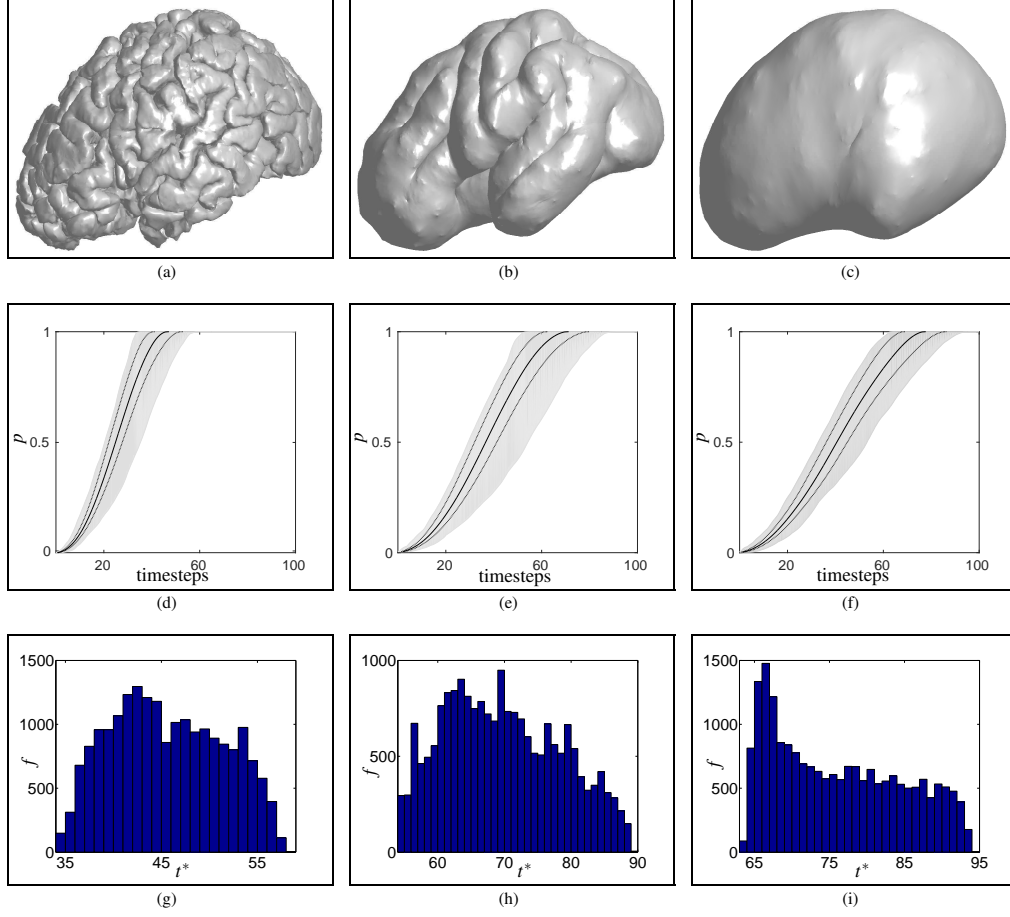 (a) (b) (c)
1 1 1
p 0.5 p 0.5 p 0.5
0 0 0
20 60 100 20 60 100 20 60 100
timesteps timesteps timesteps
(d) (e) (f)
1500 1000 1500
1000 1000
f 500 f 500 f 500
0 0 0
35 45 55 60 70 80 90 65 75 85 95
t* t* t*
(g) (h) (i)